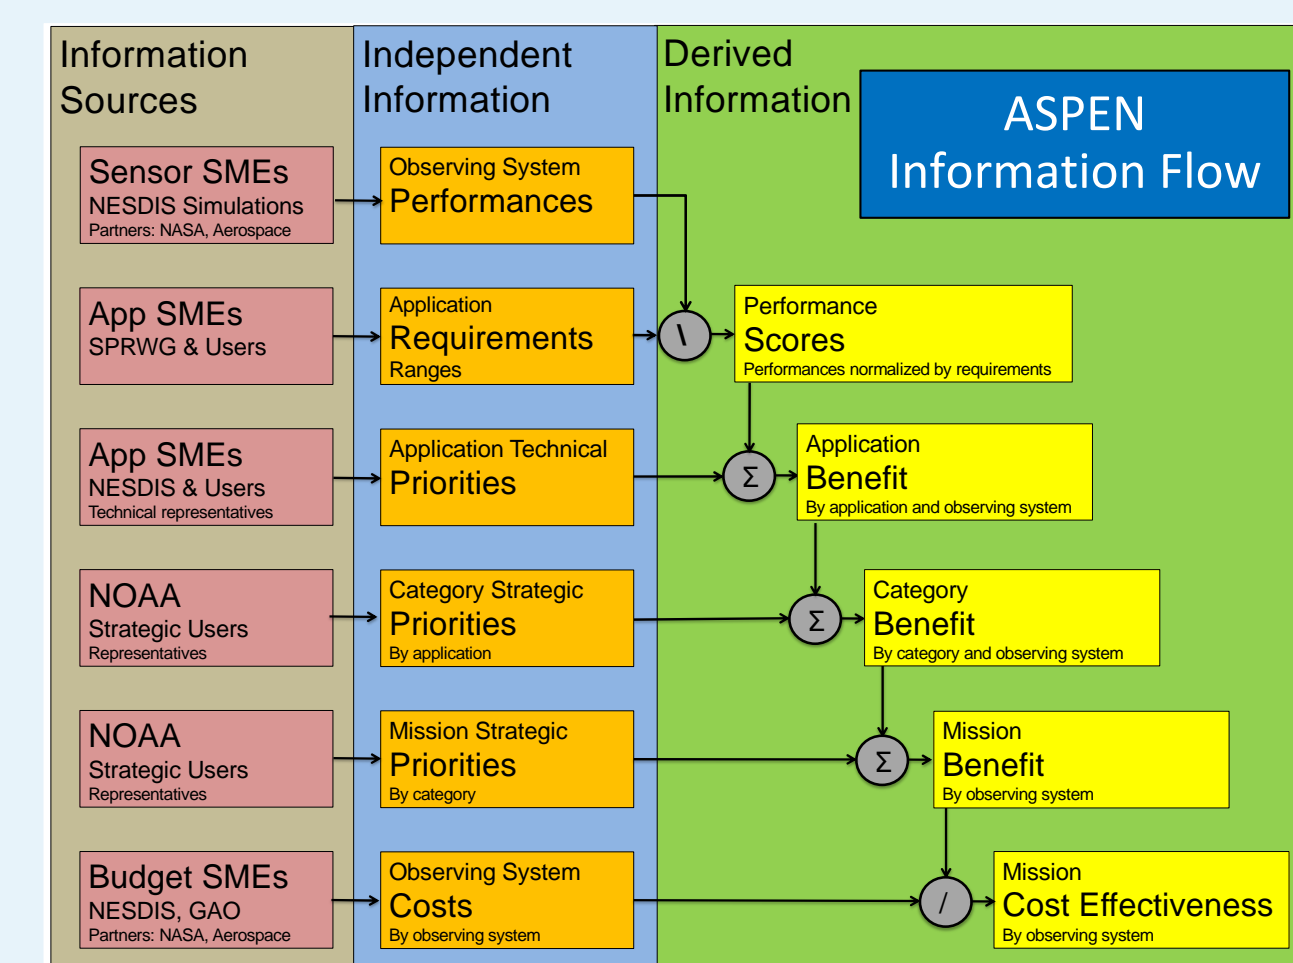 Information
Sources
Independent
Information
Derived
Information
ASPEN
Information Flow
Sensor SMEs
NESDIS Simulations
Partners: NASA, Aerospace
Observing System
Performances
App SMEs
SPRWG & Users
Application
Requirements
Ranges
\
Performance
Scores
Performances normalized by requirements
App SMEs
NESDIS & Users
Technical representatives
Application Technical
Priorities
Σ
Application
Benefit
By application and observing system
NOAA
Strategic Users
Representatives
Category Strategic
Priorities
By application
Σ
Category
Benefit
By category and observing system
NOAA
Strategic Users
Representatives
Mission Strategic
Priorities
By category
Σ
Mission
Benefit
By observing system
Budget SMEs
NESDIS, GAO
Partners: NASA, Aerospace
Observing System
Costs
By observing system
/
Mission
Cost Effectiveness
By observing system